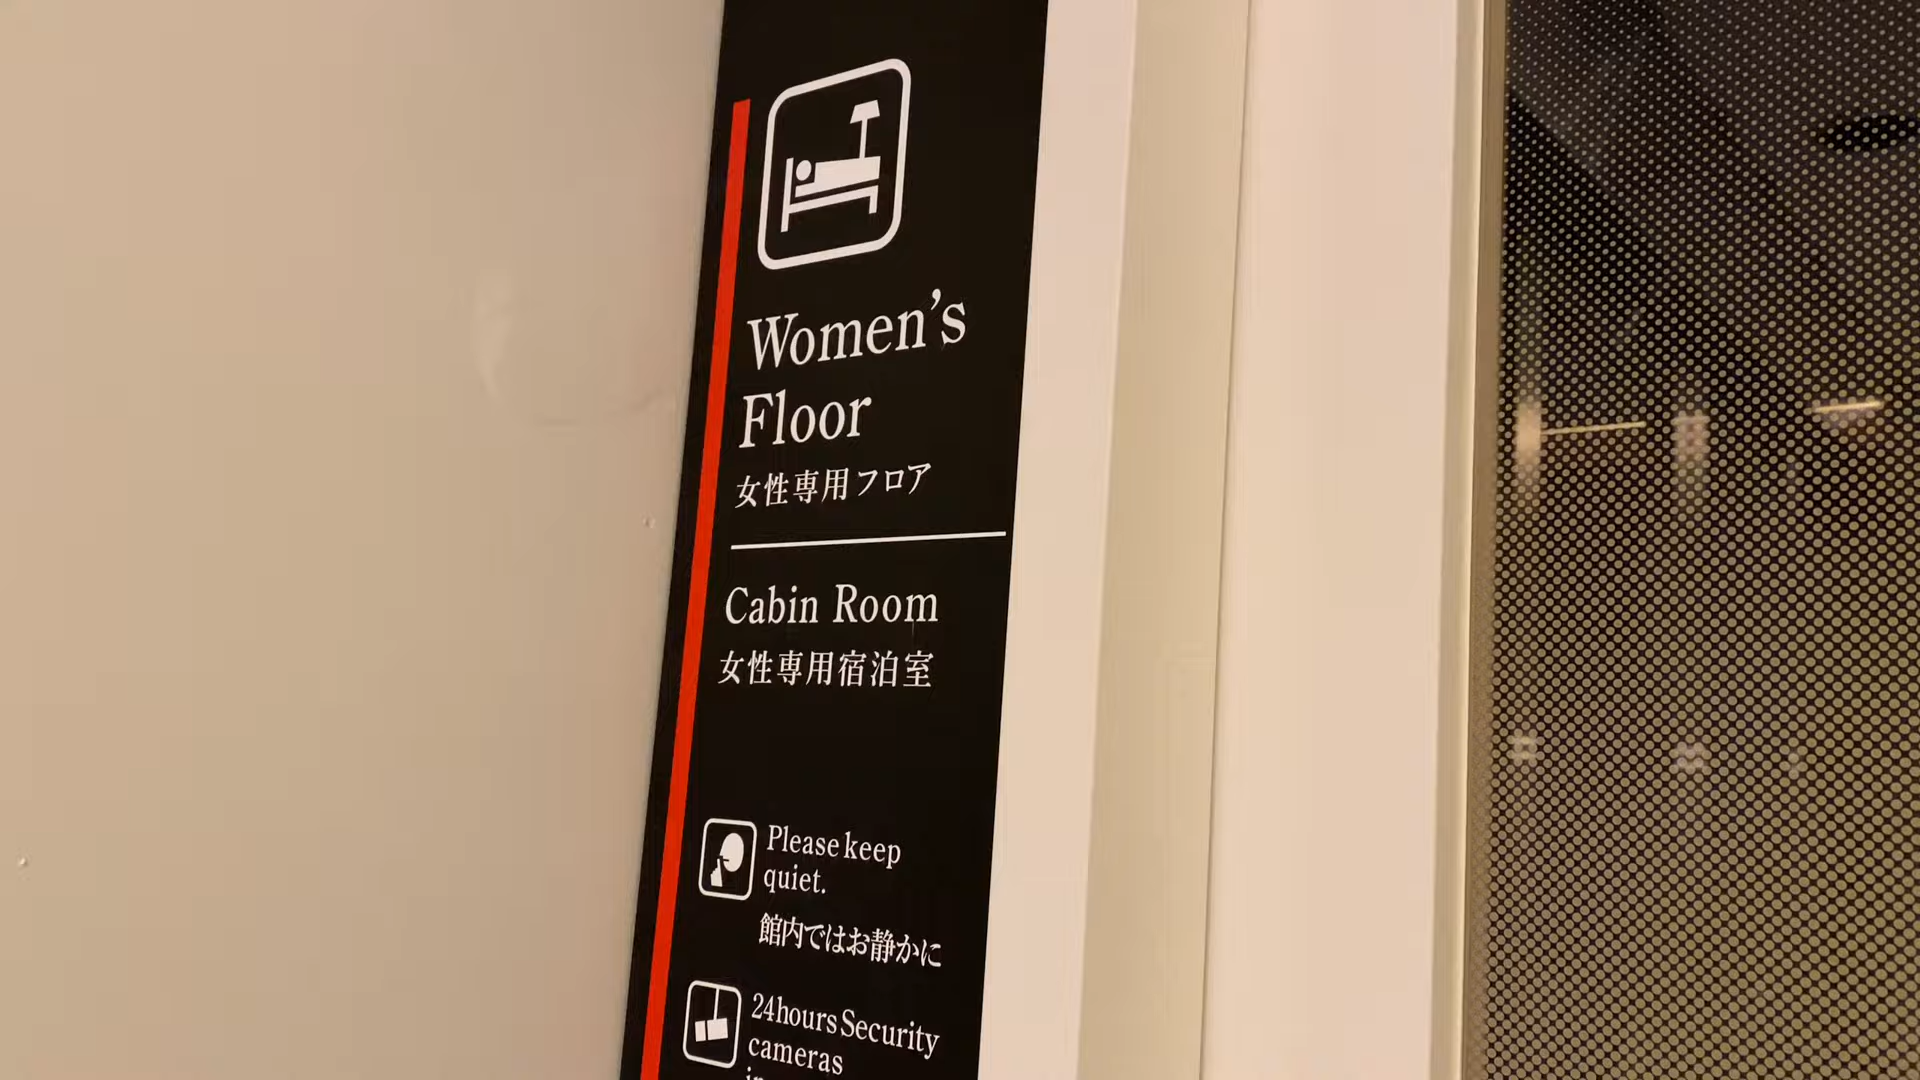 Women's
Floor
女性専用フロア
Cabin Room
女性専用宿泊室
Please keep
quiet.
館内ではお静かに
24hours Security
cameras